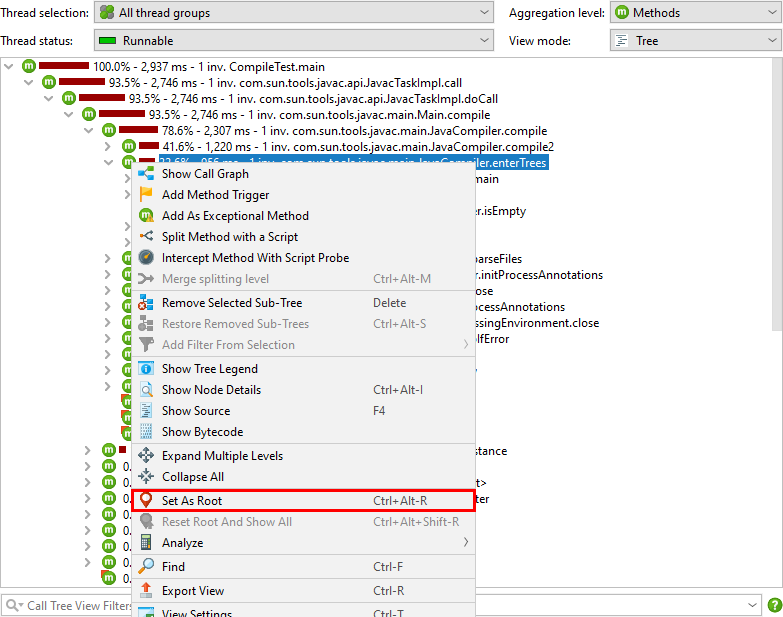 Thread selection: All thread groups Aggregation level: Methods
Thread status: Runnable View mode: Tree
100.0% - 2,937 ms - 1 inv. CompileTest.main
93.5% - 2,746 ms - 1 inv. com.sun.tools.javac.api.JavacTaskImpl.call
93.5% - 2,746 ms - 1 inv. com.sun.tools.javac.api.JavacTaskImpl.doCall
93.5% - 2,746 ms - 1 inv. com.sun.tools.javac.main.Main.compile
78.6% - 2,307 ms - 1 inv. com.sun.tools.javac.main.JavaCompiler.compile
41.6% - 1,220 ms - 1 inv. com.sun.tools.javac.main.JavaCompiler.compile2
956 ms - 1 inv. com.sun.tools.javac.main.JavaCompiler.enterTrees
Show Call Graph main
Add Method Trigger
Add As Exceptional Method r.isEmpty
Split Method with a Script
Intercept Method With Script Probe arseFiles
Merge splitting level Ctrl+Alt-M r.initProcessAnnotations
ose
Remove Selected Sub-Tree Delete ocessAnnotations
Restore Removed Sub-Trees Ctrl+Alt-S ssingEnvironment.close
Add Filter From Selection lfError
Show Tree Legend
Show Node Details Ctrl+Alt-I
Show Source F4
Show Bytecode
Expand Multiple Levels stance
Collapse All t>
Set As Root Ctrl+Alt-R ter
Reset Root And Show All Ctrl+Alt+Shift-R
Analyze
Find Ctrl-F
Export View Ctrl-R
View Settings Ctrl-T
0.
0.
0.
0.
0.
0.
0.
Call Tree View Filters